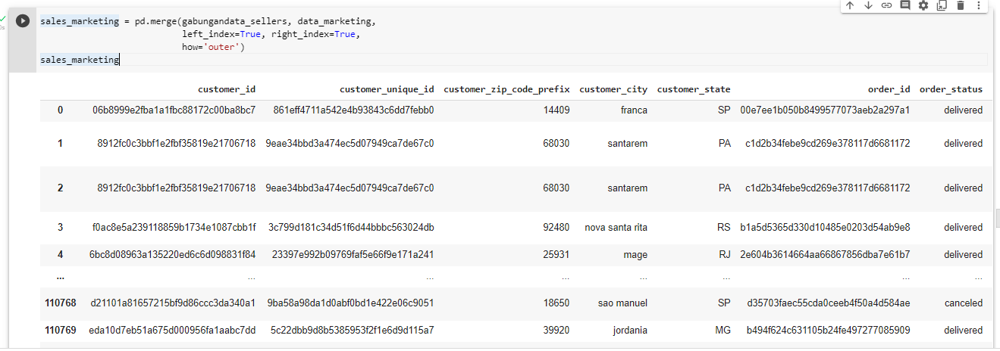 sales_marketing = pd.merge(gabungandata_sellers, data_marketing,
left_index=True, right_index=True,
how='outer')
sales_marketing
customer_id customer_unique_id customer_zip_code_prefix customer_city customer_state order_id order_status
0 06b8999e2fba1a1fbc88172c00ba8bc7 861eff4711a542e4b93843c6dd7febb0 14409 franca SP 00e7ee1b050b8499577073aeb2a297a1 delivered
1 8912fc0c3bbf1e2fbf35819e21706718 9eae34bbd3a474ec5d07949ca7de67c0 68030 santarem PA c1d2b34febe9cd269e378117d6681172 delivered
2 8912fc0c3bbf1e2fbf35819e21706718 9eae34bbd3a474ec5d07949ca7de67c0 68030 santarem PA c1d2b34febe9cd269e378117d6681172 delivered
3 f0ac8e5a239118859b1734e1087cbb1f 3c799d181c34d51f6d44bbbc563024db 92480 nova santa rita RS b1a5d5365d330d10485e0203d54ab9e8 delivered
4 6bc8d08963a135220ed6c6d098831f84 23397e992b09769faf5e66f9e171a241 25931 mage RJ 2e604b3614664aa66867856dba7e61b7 delivered
... ... ... ... ... ... ... ...
110768 d21101a81657215bf9d86ccc3da340a1 9ba58a98da1d0abf0bd1e422e06c9051 18650 sao manuel SP d35703faec55cda0ceeb4f50a4d584ae canceled
110769 eda10d7eb51a675d000956fa1aabc7dd 5c22dbb9d8b5385953f2f1e6d9d115a7 39920 jordania MG b494f624c631105b24fe497277085909 delivered